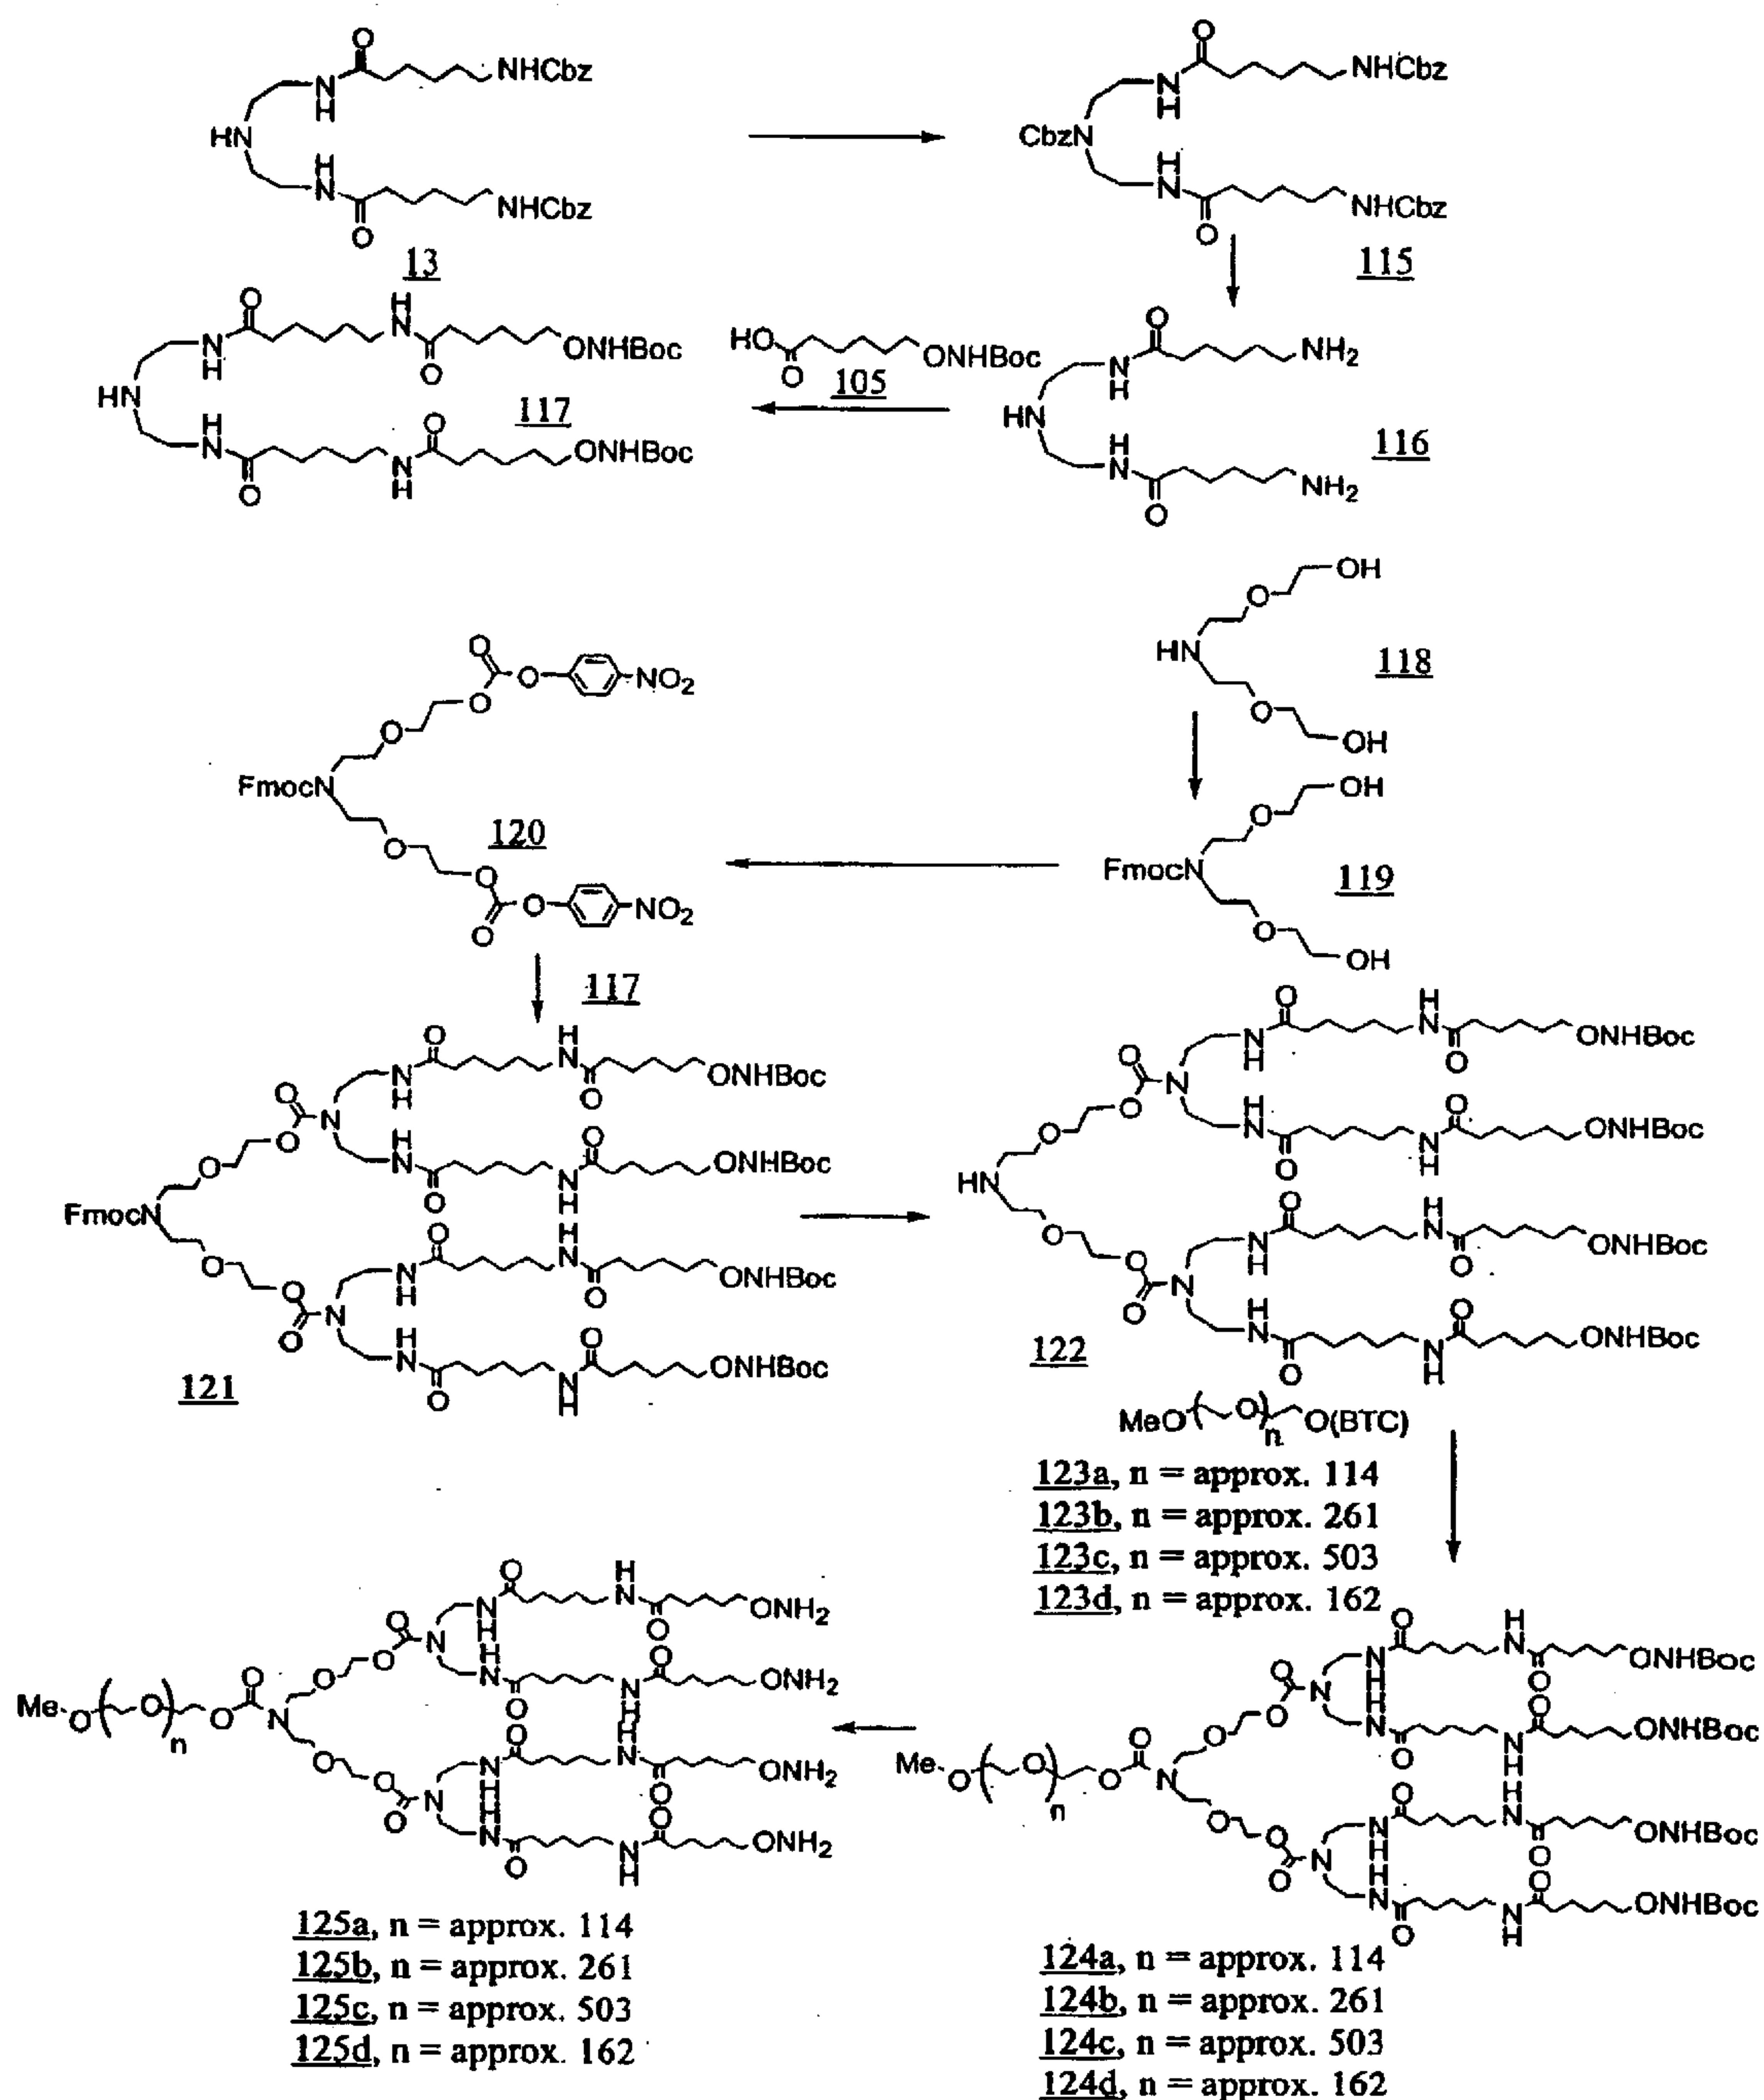 O
NHCbz
N
H
HN
H
N
NHCbz
O
13
O
NHCbz
N
H
CbzN
H
N
NHCbz
O
115
O
H
N
N
H
O
ONHBoc
HN
H
N
O
O
N
H
ONHBoc
117
HO
O
ONHBoc
105
O
NH2
N
H
HN
H
N
NH2
O
116
OH
O
HN
O
OH
118
O
O
NO2
O
O
FmocN
O
O
O
NO2
O
120
OH
O
FmocN
O
OH
119
117
O
H
N
N
H
O
ONHBoc
O
N
O
H
N
O
O
N
H
ONHBoc
O
FmocN
O
O
H
N
N
H
O
ONHBoc
O
N
O
H
N
O
O
N
H
ONHBoc
121
O
H
N
N
H
O
ONHBoc
O
N
O
H
N
O
O
N
H
ONHBoc
O
HN
O
O
H
N
N
H
O
ONHBoc
O
N
O
H
N
O
O
N
H
ONHBoc
122
MeO(O)nO(BTC)
123a, n = approx. 114
123b, n = approx. 261
123c, n = approx. 503
123d, n = approx. 162
O
H
N
N
H
O
ONH2
O
N
O
H
N
O
O
N
H
ONH2
O
Me-O(O)nO
O
N
O
O
H
N
N
H
O
ONH2
O
N
O
H
N
O
O
N
H
ONH2
125a, n = approx. 114
125b, n = approx. 261
125c, n = approx. 503
125d, n = approx. 162
O
H
N
N
H
O
ONHBoc
O
N
O
H
N
O
O
N
H
ONHBoc
O
Me-O(O)nO
O
N
O
O
H
N
N
H
O
ONHBoc
O
N
O
H
N
O
O
N
H
ONHBoc
124a, n = approx. 114
124b, n = approx. 261
124c, n = approx. 503
124d, n = approx. 162